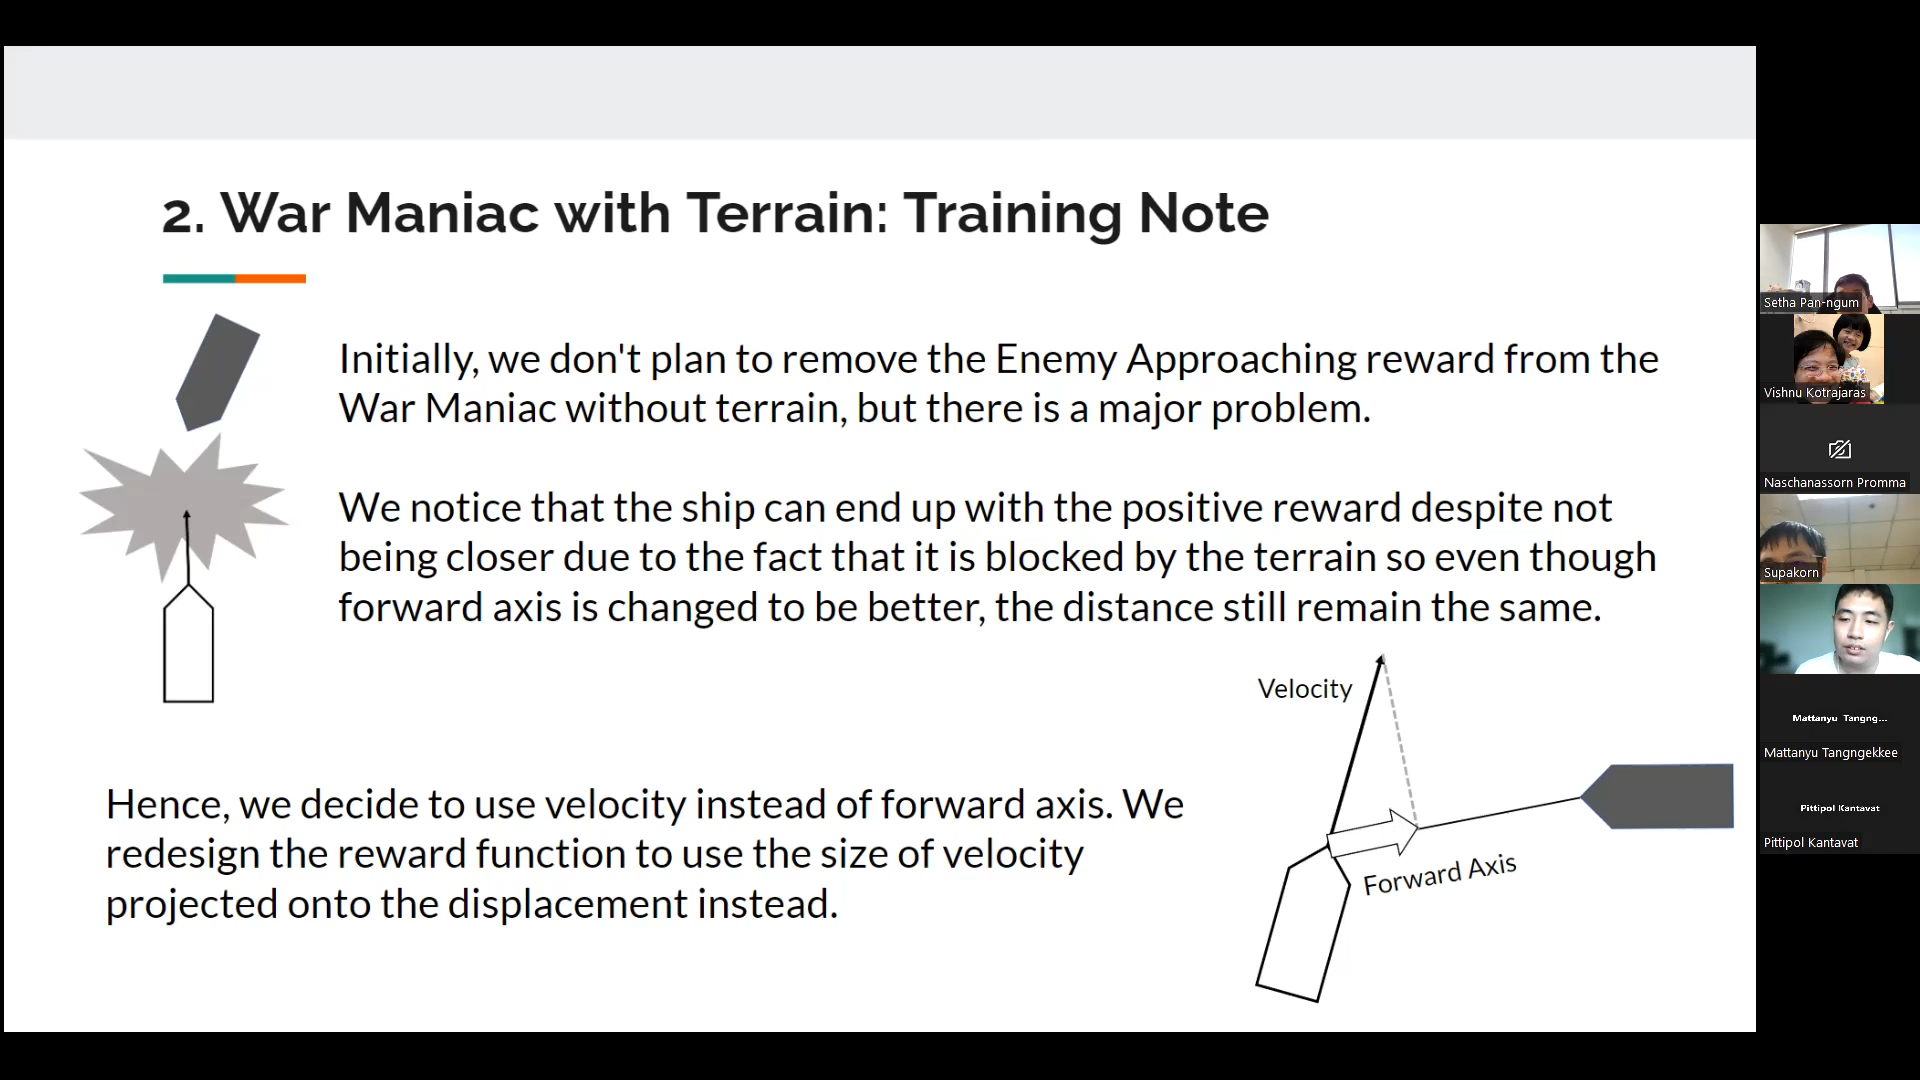 2. War Maniac with Terrain: Training Note
Initially, we don't plan to remove the Enemy Approaching reward from the
War Maniac without terrain, but there is a major problem.
We notice that the ship can end up with the positive reward despite not
being closer due to the fact that it is blocked by the terrain so even though
forward axis is changed to be better, the distance still remain the same.
Velocity
Forward Axis
Hence, we decide to use velocity instead of forward axis. We
redesign the reward function to use the size of velocity
projected onto the displacement instead.
Setha Pan-ngum
Vishnu Kotrajaras
Naschanassorn Promma
Supakorn
Mattanyu Tangng...
Mattanyu Tangngekkee
Pittipol Kantavat
Pittipol Kantavat